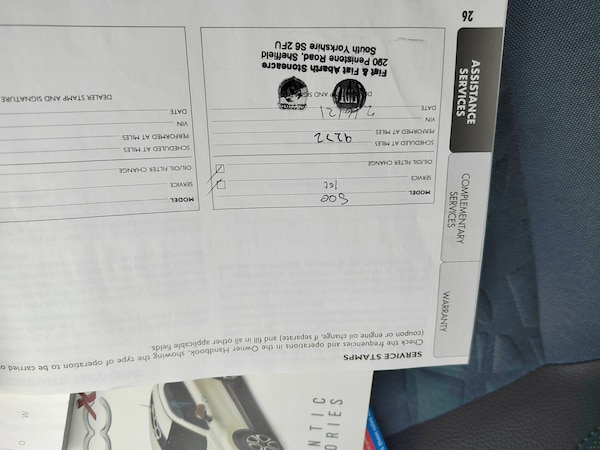 SERVICE STAMPS
Check the frequencies and operations in the Owner Handbook, showing the type of operation to be carried o
(coupon or engine oil change, if separate) and fill in all other applicable fields.
WARRANTY
COMPLEMENTARY
SERVICES
ASSISTANCE
SERVICES
MODEL 500
SERVICE 1st
OIL/OIL FILTER CHANGE
SCHEDULED AT MILES
PERFORMED AT MILES 9272
VIN
DATE
Fiat & Fiat Abarth Stoneacre
290 Penistone Road, Sheffield
South Yorkshire S6 2FU
MODEL
SERVICE
OIL/OIL FILTER CHANGE
SCHEDULED AT MILES
PERFORMED AT MILES
VIN
DATE
DEALER STAMP AND SIGNATURE
26
NTIC
ORIES